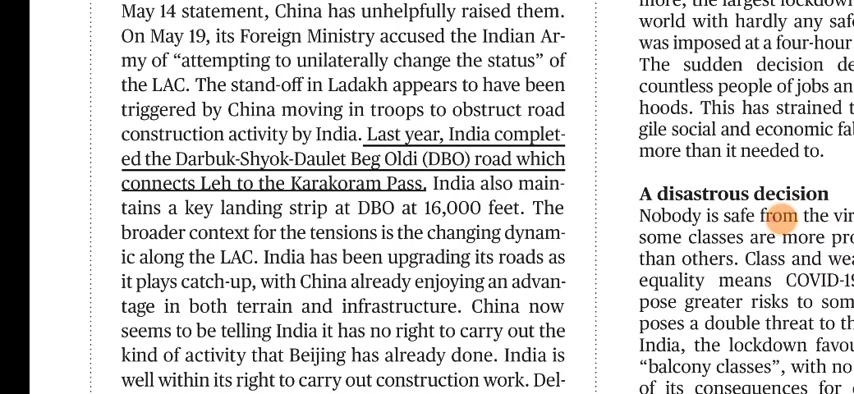 May 14 statement, China has unhelpfully raised them.
On May 19, its Foreign Ministry accused the Indian Ar-
my of “attempting to unilaterally change the status” of
the LAC. The stand-off in Ladakh appears to have been
triggered by China moving in troops to obstruct road
construction activity by India. Last year, India complet-
ed the Darbuk-Shyok-Daulet Beg Oldi (DBO) road which
connects Leh to the Karakoram Pass. India also main-
tains a key landing strip at DBO at 16,000 feet. The
broader context for the tensions is the changing dynam-
ic along the LAC. India has been upgrading its roads as
it plays catch-up, with China already enjoying an advan-
tage in both terrain and infrastructure. China now
seems to be telling India it has no right to carry out the
kind of activity that Beijing has already done. India is
well within its right to carry out construction work. Del-
more, the largest lockdown
world with hardly any safe
was imposed at a four-hour
The sudden decision de
countless people of jobs an
hoods. This has strained t
gile social and economic fal
more than it needed to.
A disastrous decision
Nobody is safe from the vir
some classes are more pro
than others. Class and wea
equality means COVID-19
pose greater risks to som
poses a double threat to th
India, the lockdown favou
“balcony classes”, with no
of its consequences for